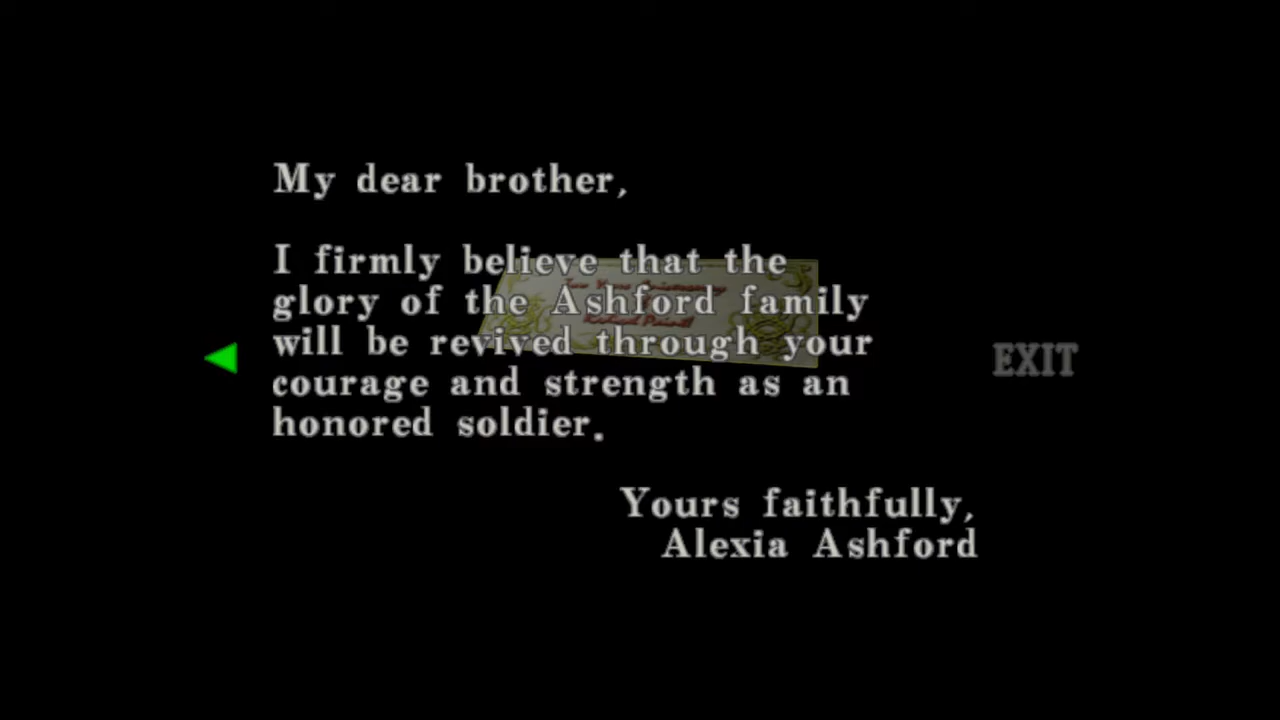 My dear brother,
I firmly believe that the
glory of the Ashford family
will be revived through your
courage and strength as an
honored soldier.
Yours faithfully,
Alexia Ashford
EXIT